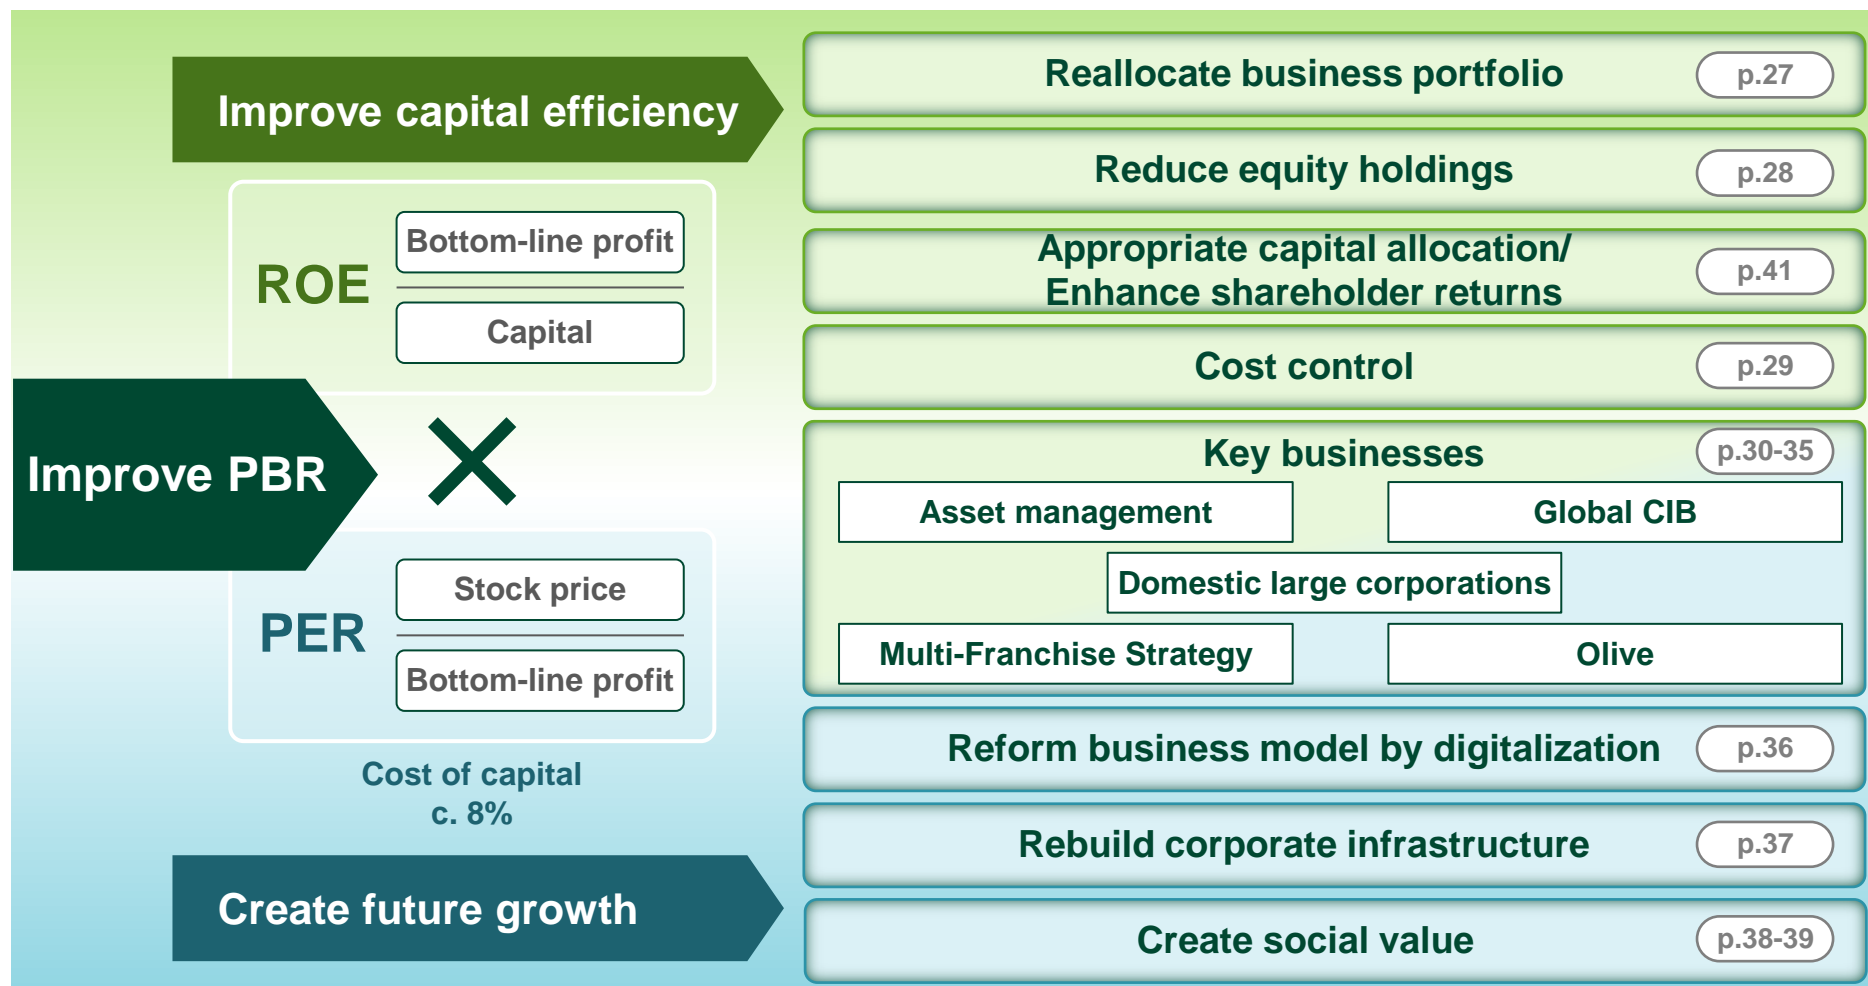 Improve PBR
Improve capital efficiency
ROE
Bottom-line profit
Capital
×
PER
Stock price
Bottom-line profit
Cost of capital
c. 8%
Create future growth
Reallocate business portfolio
p.27
Reduce equity holdings
p.28
Appropriate capital allocation/
Enhance shareholder returns
p.41
Cost control
p.29
Key businesses
p.30-35
Asset management
Global CIB
Domestic large corporations
Multi-Franchise Strategy
Olive
Reform business model by digitalization
p.36
Rebuild corporate infrastructure
p.37
Create social value
p.38-39